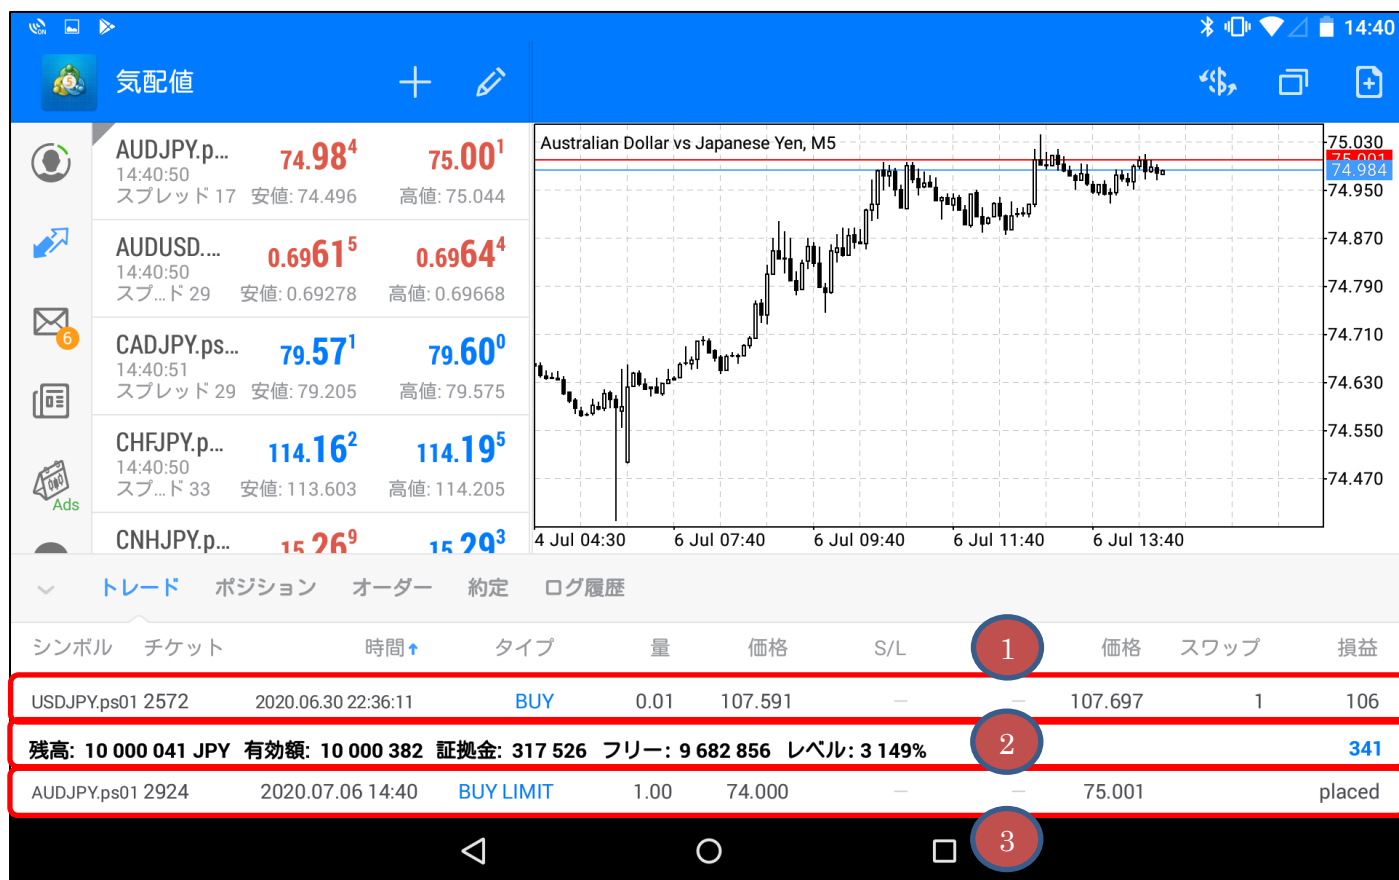 14:40
気配値
AUDJPY.p... 74.984 75.001
14:40:50
スプレッド 17 安値: 74.496 高値: 75.044
AUDUSD.... 0.69615 0.69644
14:40:50
スプ...ド 29 安値: 0.69278 高値: 0.69668
CADJPY.ps... 79.571 79.600
14:40:51
スプレッド 29 安値: 79.205 高値: 79.575
CHFJPY.p... 114.162 114.195
14:40:50
スプ...ド 33 安値: 113.603 高値: 114.205
CNHJPY.p... 15.269 15.293
6
Ads
Australian Dollar vs Japanese Yen, M5
75.030
75.001
74.984
74.950
74.870
74.790
74.710
74.630
74.550
74.470
4 Jul 04:30 6 Jul 07:40 6 Jul 09:40 6 Jul 11:40 6 Jul 13:40
トレード ポジション オーダー 約定 ログ履歴
シンボル チケット 時間 タイプ 量 価格 S/L 1 価格 スワップ 損益
USDJPY.ps01 2572 2020.06.30 22:36:11 BUY 0.01 107.591 — — 107.697 1 106
残高: 10 000 041 JPY 有効額: 10 000 382 証拠金: 317 526 フリー: 9 682 856 レベル: 3 149% 2 341
AUDJPY.ps01 2924 2020.07.06 14:40 BUY LIMIT 1.00 74.000 — — 75.001 placed
3